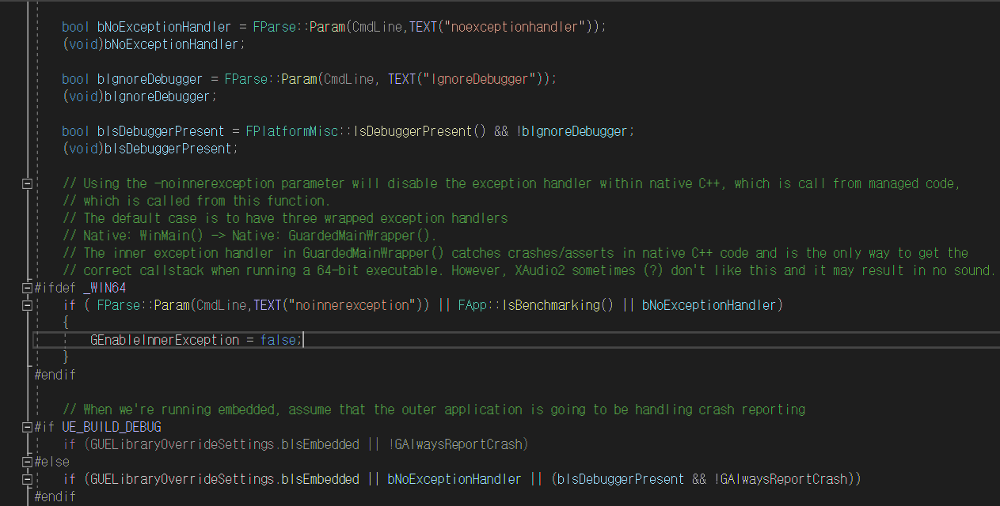 bool bNoExceptionHandler = FParse::Param(CmdLine,TEXT("noexceptionhandler"));
(void)bNoExceptionHandler;
bool bIgnoreDebugger = FParse::Param(CmdLine, TEXT("IgnoreDebugger"));
(void)bIgnoreDebugger;
bool bIsDebuggerPresent = FPlatformMisc::IsDebuggerPresent() && !bIgnoreDebugger;
(void)bIsDebuggerPresent;
// Using the -noinnerexception parameter will disable the exception handler within native C++, which is call from managed code,
// which is called from this function.
// The default case is to have three wrapped exception handlers
// Native: WinMain() -> Native: GuardedMainWrapper().
// The inner exception handler in GuardedMainWrapper() catches crashes/asserts in native C++ code and is the only way to get the
// correct callstack when running a 64-bit executable. However, XAudio2 sometimes (?) don't like this and it may result in no sound.
#ifdef _WIN64
if ( FParse::Param(CmdLine,TEXT("noinnerexception")) || FApp::IsBenchmarking() || bNoExceptionHandler)
{
GEnableInnerException = false;
}
#endif
// When we're running embedded, assume that the outer application is going to be handling crash reporting
#if UE_BUILD_DEBUG
if (GUELibraryOverrideSettings.bIsEmbedded || !GAlwaysReportCrash)
#else
if (GUELibraryOverrideSettings.bIsEmbedded || bNoExceptionHandler || (bIsDebuggerPresent && !GAlwaysReportCrash))
#endif